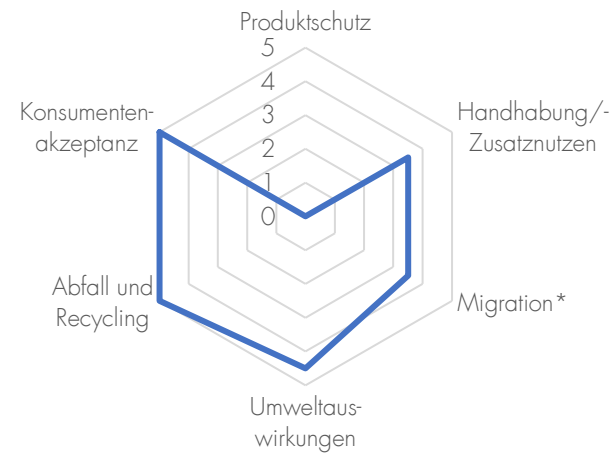 Produktschutz
5
4
3
2
1
0
Handhabung/-
Zusatznutzen
Migration*
Umweltaus-
wirkungen
Abfall und
Recycling
Konsumenten-
akzeptanz